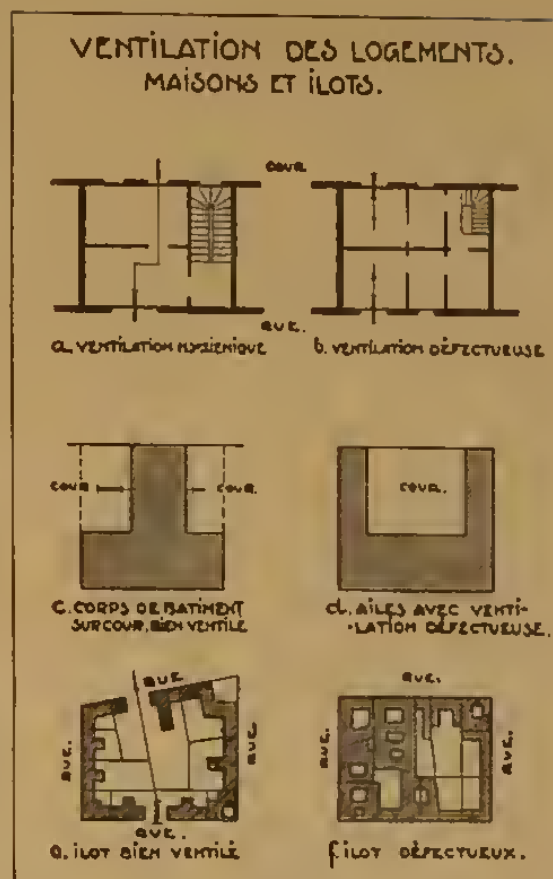 VENTILATION DES LOGEMENTS.
MAISONS ET ILOTS.
COUR.
RUE.
a. VENTILATION HYGIENIQUE
b. VENTILATION DÉFECTUEUSE
COUR
COUR.
COUR.
C. CORPS DE BATIMENT
SUR COUR, BIEN VENTILÉ
d. AILES AVEC VENTI-
-LATION DÉFECTUEUSE.
RUE.
RUE.
RUE.
RUE.
RUE.
RUE.
RUE.
e. ILOT BIEN VENTILÉ
f. ILOT DÉFECTUEUX.